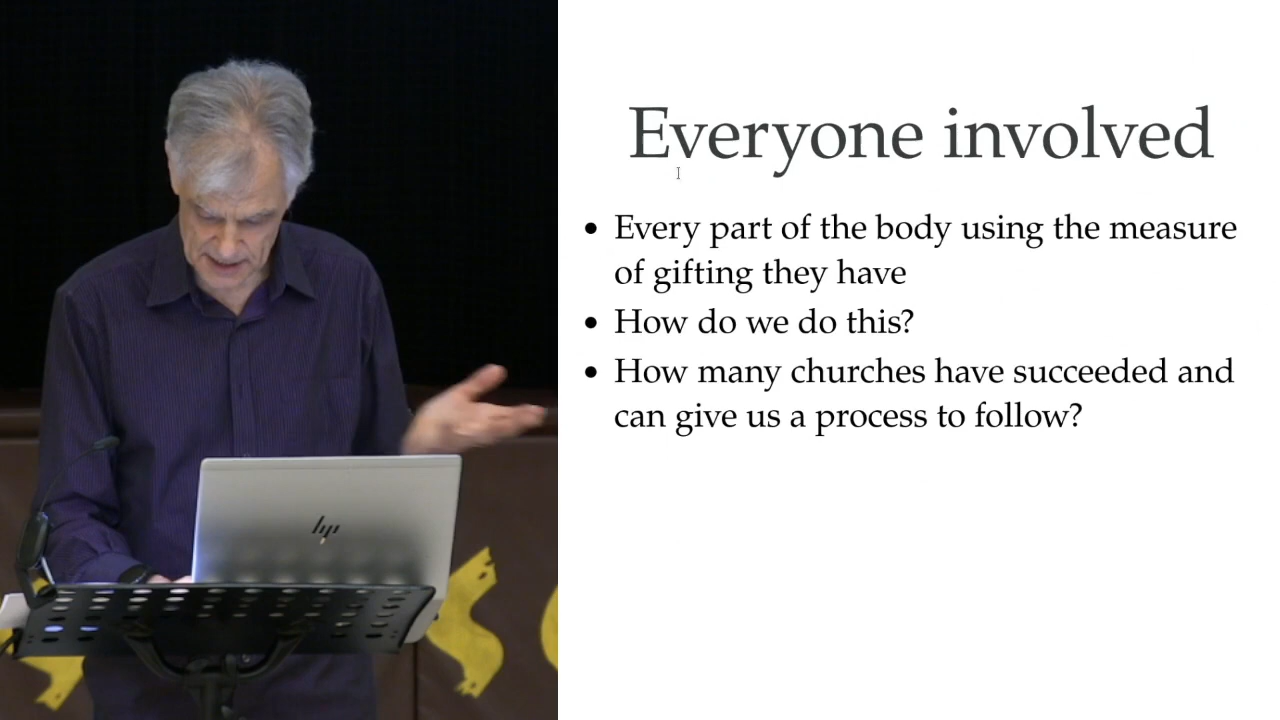 Everyone involved
• Every part of the body using the measure
of gifting they have
• How do we do this?
• How many churches have succeeded and
can give us a process to follow?
hp